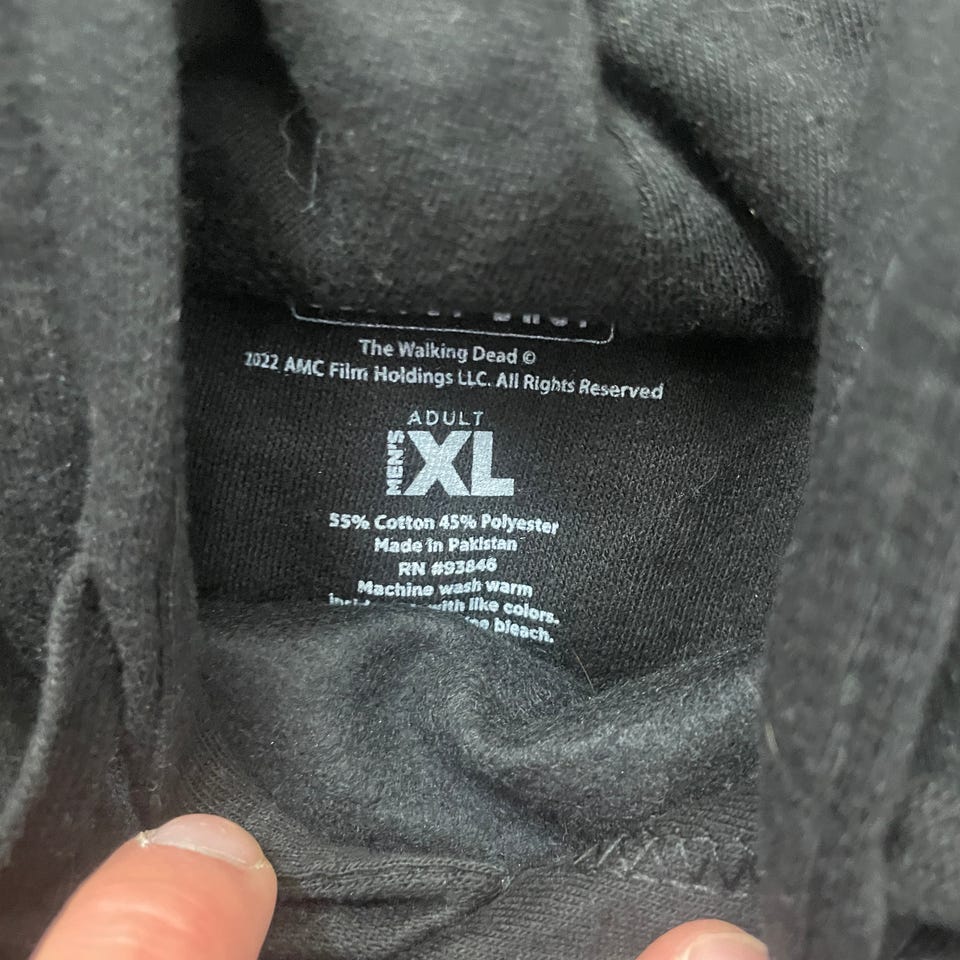 The Walking Dead ©
2022 AMC Film Holdings LLC. All Rights Reserved
ADULT
MEN'S XL
55% Cotton 45% Polyester
Made in Pakistan
RN #93846
Machine wash warm
with like colors.
bleach.